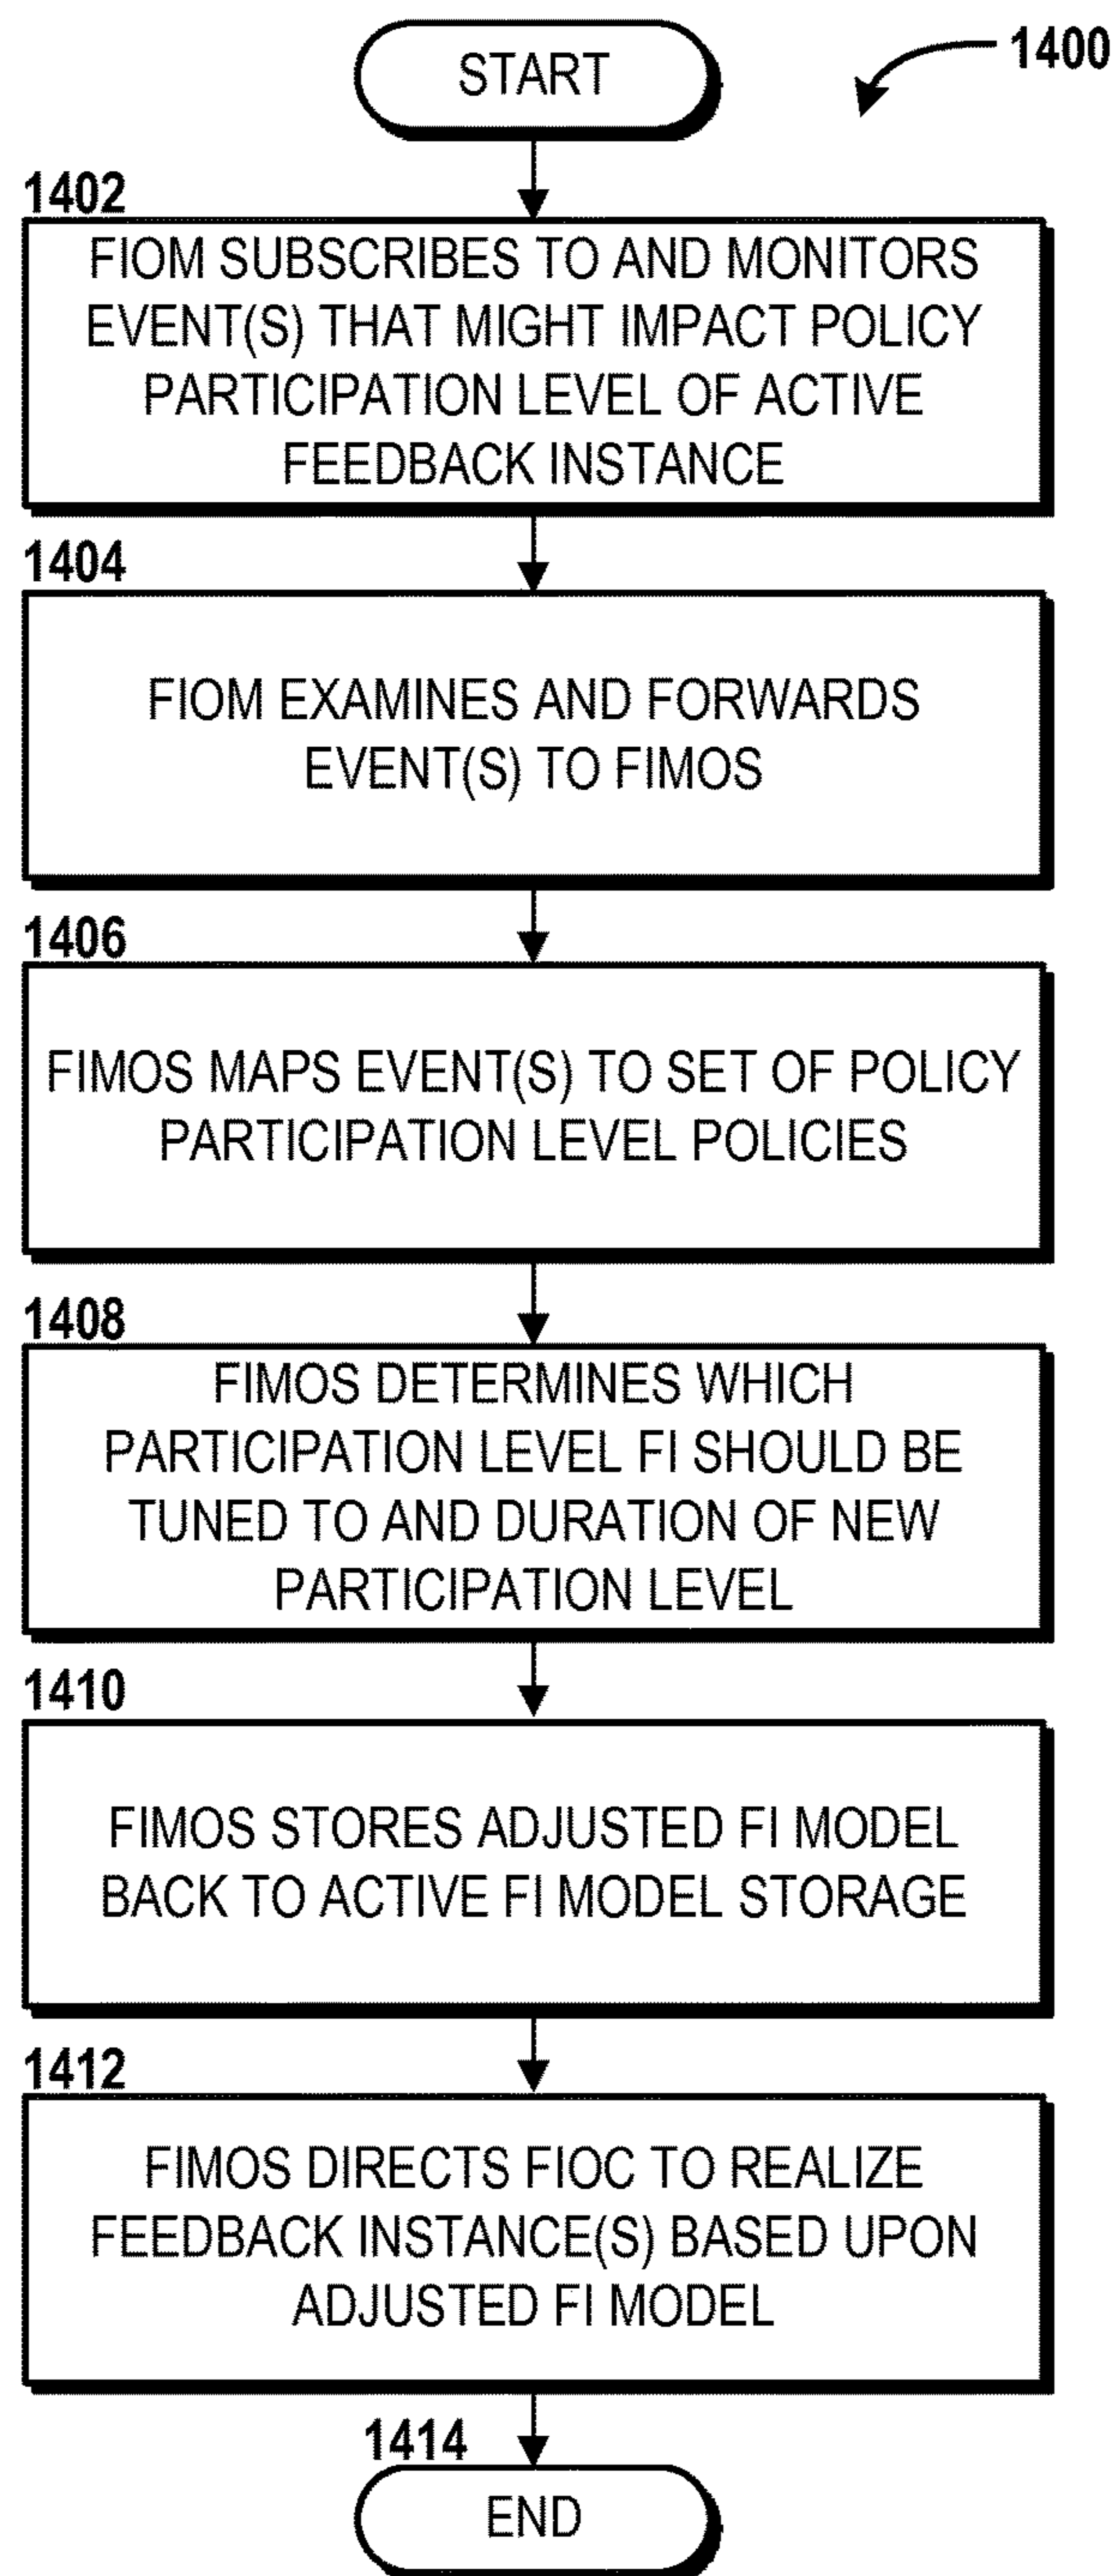 START
1400
1402
FIOM SUBSCRIBES TO AND MONITORS
EVENT(S) THAT MIGHT IMPACT POLICY
PARTICIPATION LEVEL OF ACTIVE
FEEDBACK INSTANCE
1404
FIOM EXAMINES AND FORWARDS
EVENT(S) TO FIMOS
1406
FIMOS MAPS EVENT(S) TO SET OF POLICY
PARTICIPATION LEVEL POLICIES
1408
FIMOS DETERMINES WHICH
PARTICIPATION LEVEL FI SHOULD BE
TUNED TO AND DURATION OF NEW
PARTICIPATION LEVEL
1410
FIMOS STORES ADJUSTED FI MODEL
BACK TO ACTIVE FI MODEL STORAGE
1412
FIMOS DIRECTS FIOC TO REALIZE
FEEDBACK INSTANCE(S) BASED UPON
ADJUSTED FI MODEL
1414
END